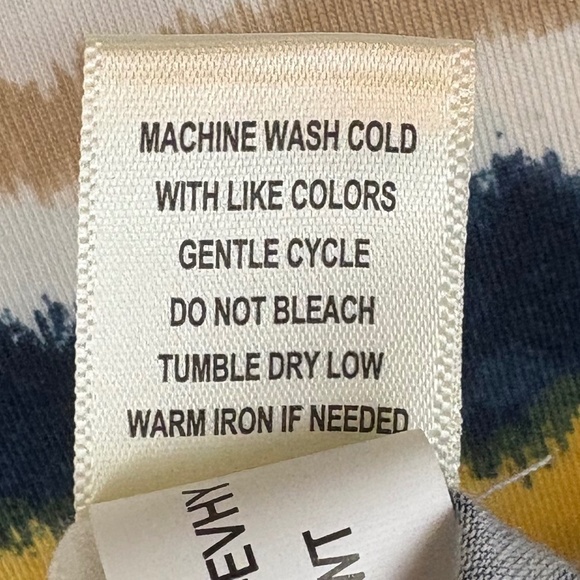 MACHINE WASH COLD
WITH LIKE COLORS
GENTLE CYCLE
DO NOT BLEACH
TUMBLE DRY LOW
WARM IRON IF NEEDED